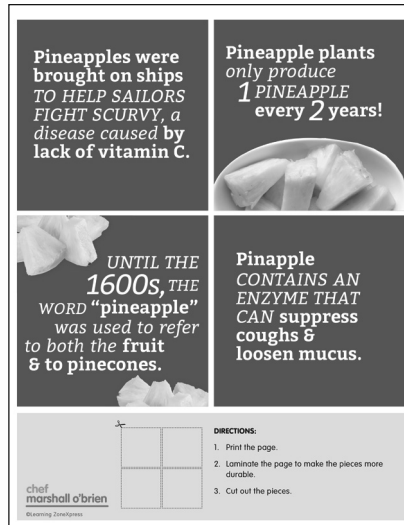 Pineapples were
brought on ships
TO HELP SAILORS
FIGHT SCURVY, a
disease caused by
lack of vitamin C.
Pineapple plants
only produce
1 PINEAPPLE
every 2 years!
UNTIL THE
1600s, THE
WORD “pineapple”
was used to refer
to both the fruit
& to pinecones.
Pinapple
CONTAINS AN
ENZYME THAT
CAN suppress
coughs &
loosen mucus.
chef
marshall o'brien
©Learning ZoneXpress
DIRECTIONS:
1. Print the page.
2. Laminate the page to make the pieces more
durable.
3. Cut out the pieces.